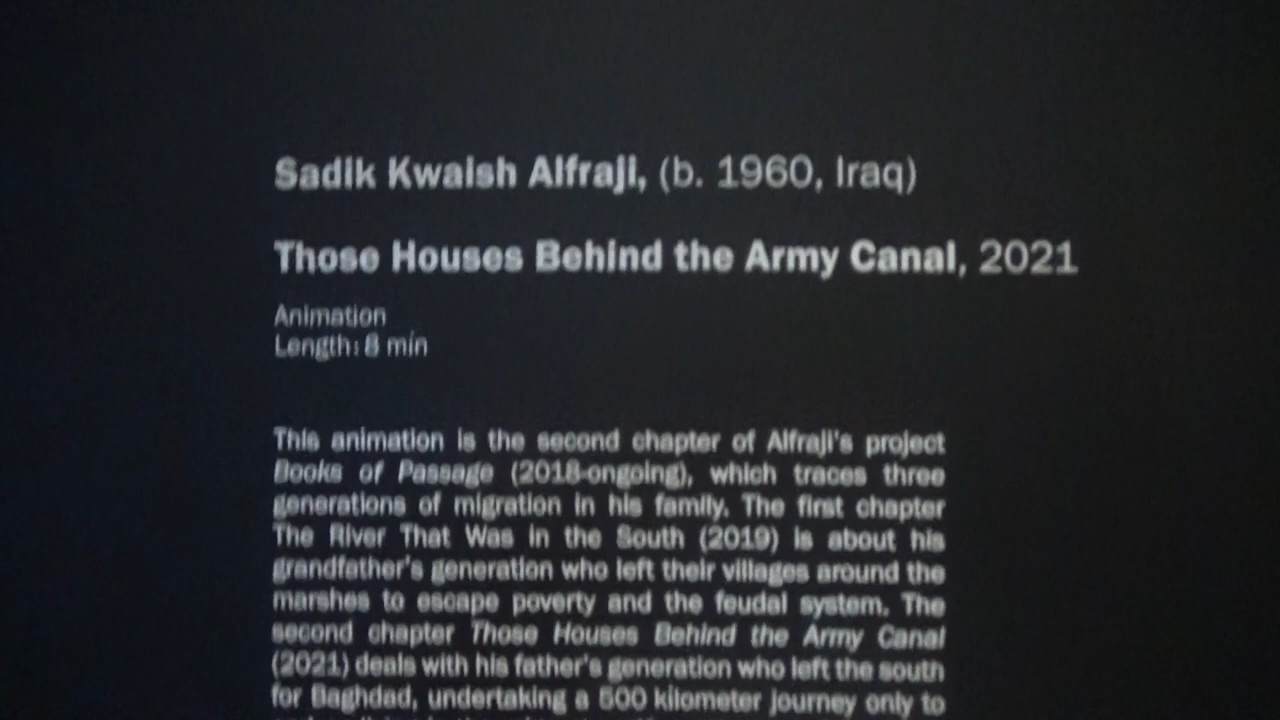 Sadik Kwaish Alfraji, (b. 1960, Iraq)
Those Houses Behind the Army Canal, 2021
Animation
Length: 8 min
This animation is the second chapter of Alfraji's project
Books of Passage (2018-ongoing), which traces three
generations of migration in his family. The first chapter
The River That Was in the South (2019) is about his
grandfather's generation who left their villages around the
marshes to escape poverty and the feudal system. The
second chapter Those Houses Behind the Army Canal
(2021) deals with his father's generation who left the south
for Baghdad, undertaking a 500 kilometer journey only to